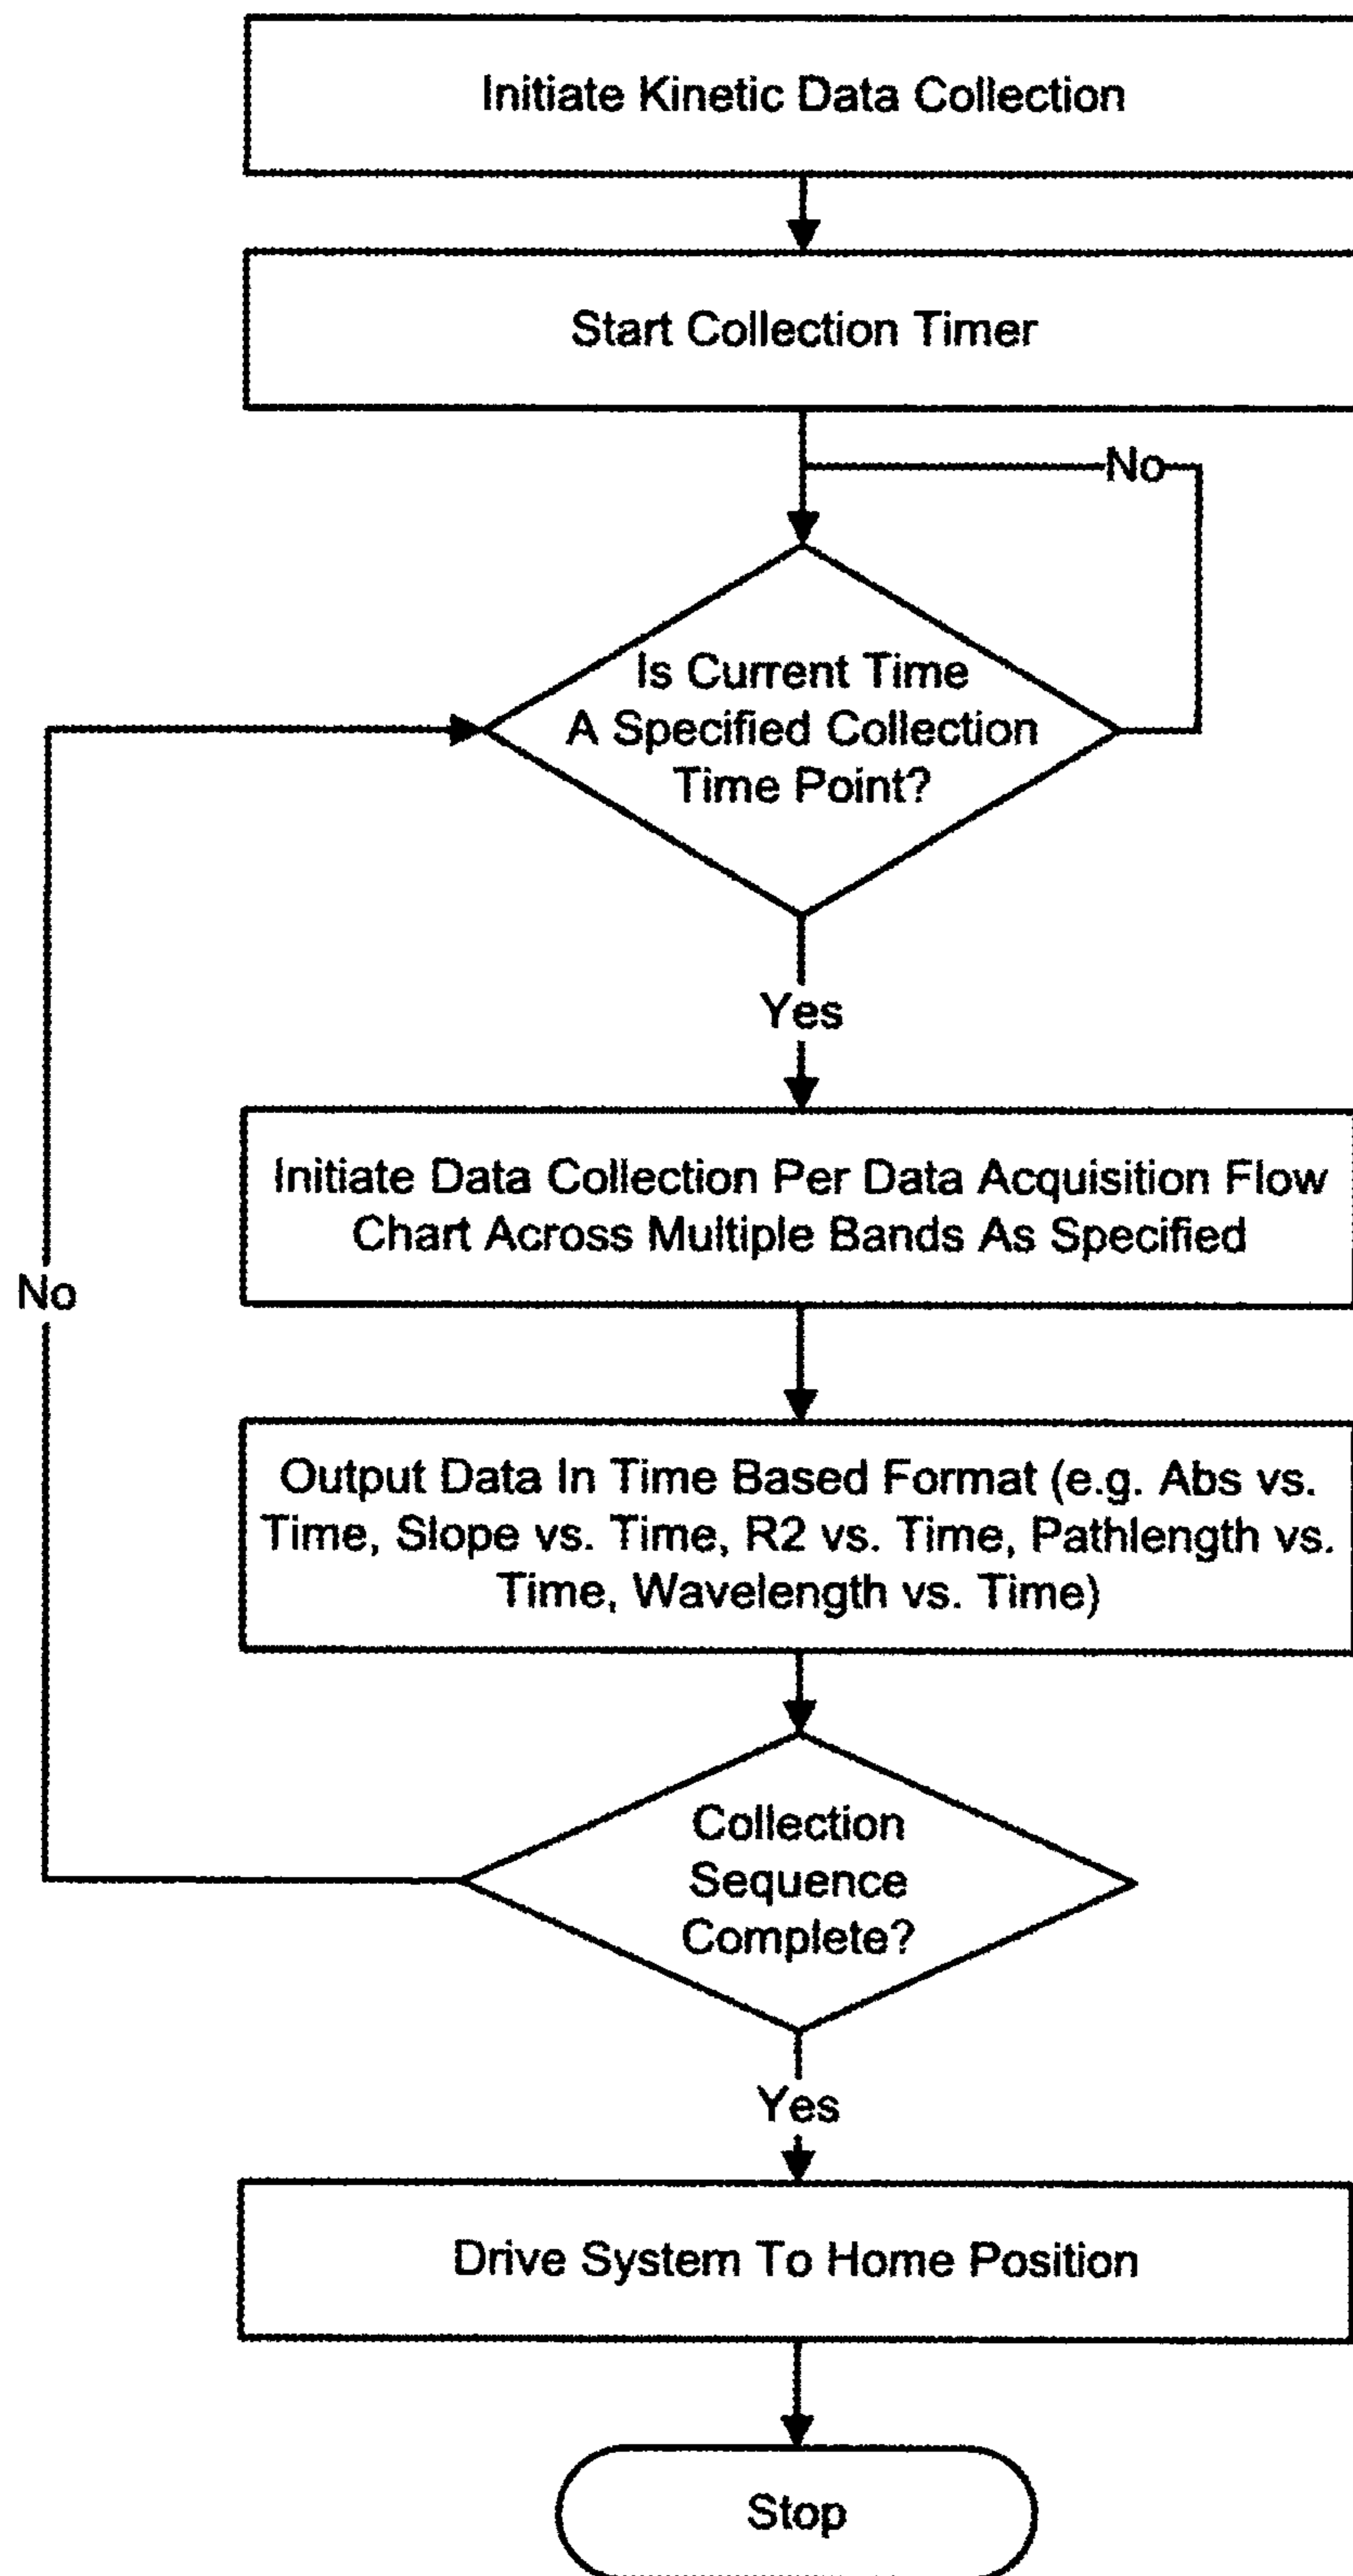 Initiate Kinetic Data Collection
Start Collection Timer
No
Is Current Time
A Specified Collection
Time Point?
Yes
Initiate Data Collection Per Data Acquisition Flow
Chart Across Multiple Bands As Specified
No
Output Data In Time Based Format (e.g. Abs vs.
Time, Slope vs. Time, R2 vs. Time, Pathlength vs.
Time, Wavelength vs. Time)
Collection
Sequence
Complete?
Yes
Drive System To Home Position
Stop